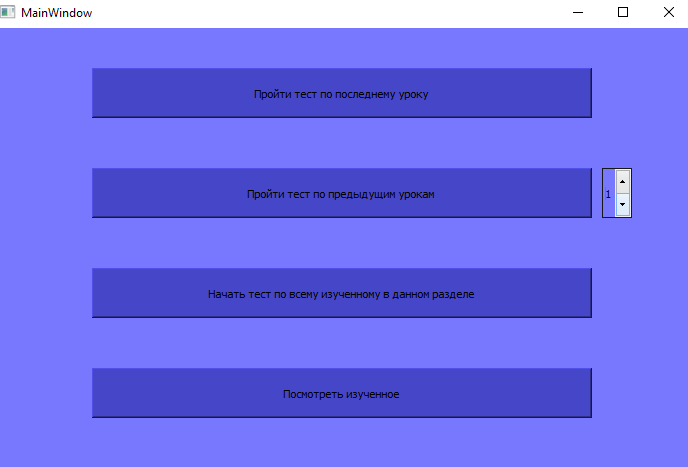 MainWindow
Пройти тест по последнему уроку
Пройти тест по предыдущим урокам
1
Начать тест по всему изученному в данном разделе
Посмотреть изученное